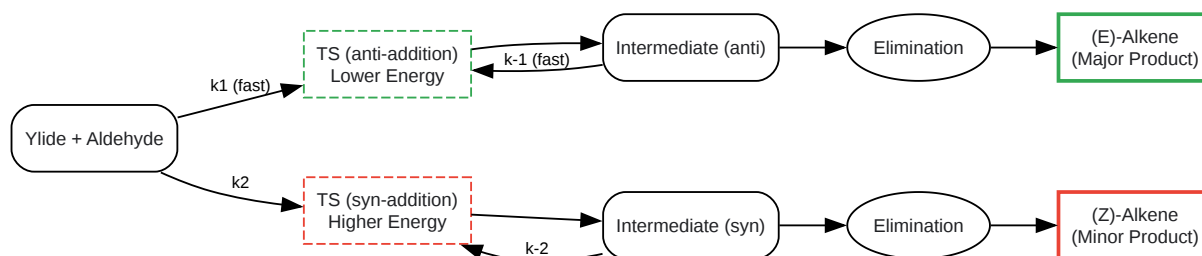 TS (anti-addition)
Lower Energy
Intermediate (anti)
Elimination
(E)-Alkene
(Major Product)
k-1 (fast)
k1 (fast)
Ylide + Aldehyde
k2
TS (syn-addition)
Higher Energy
Intermediate (syn)
Elimination
(Z)-Alkene
(Minor Product)
k-2